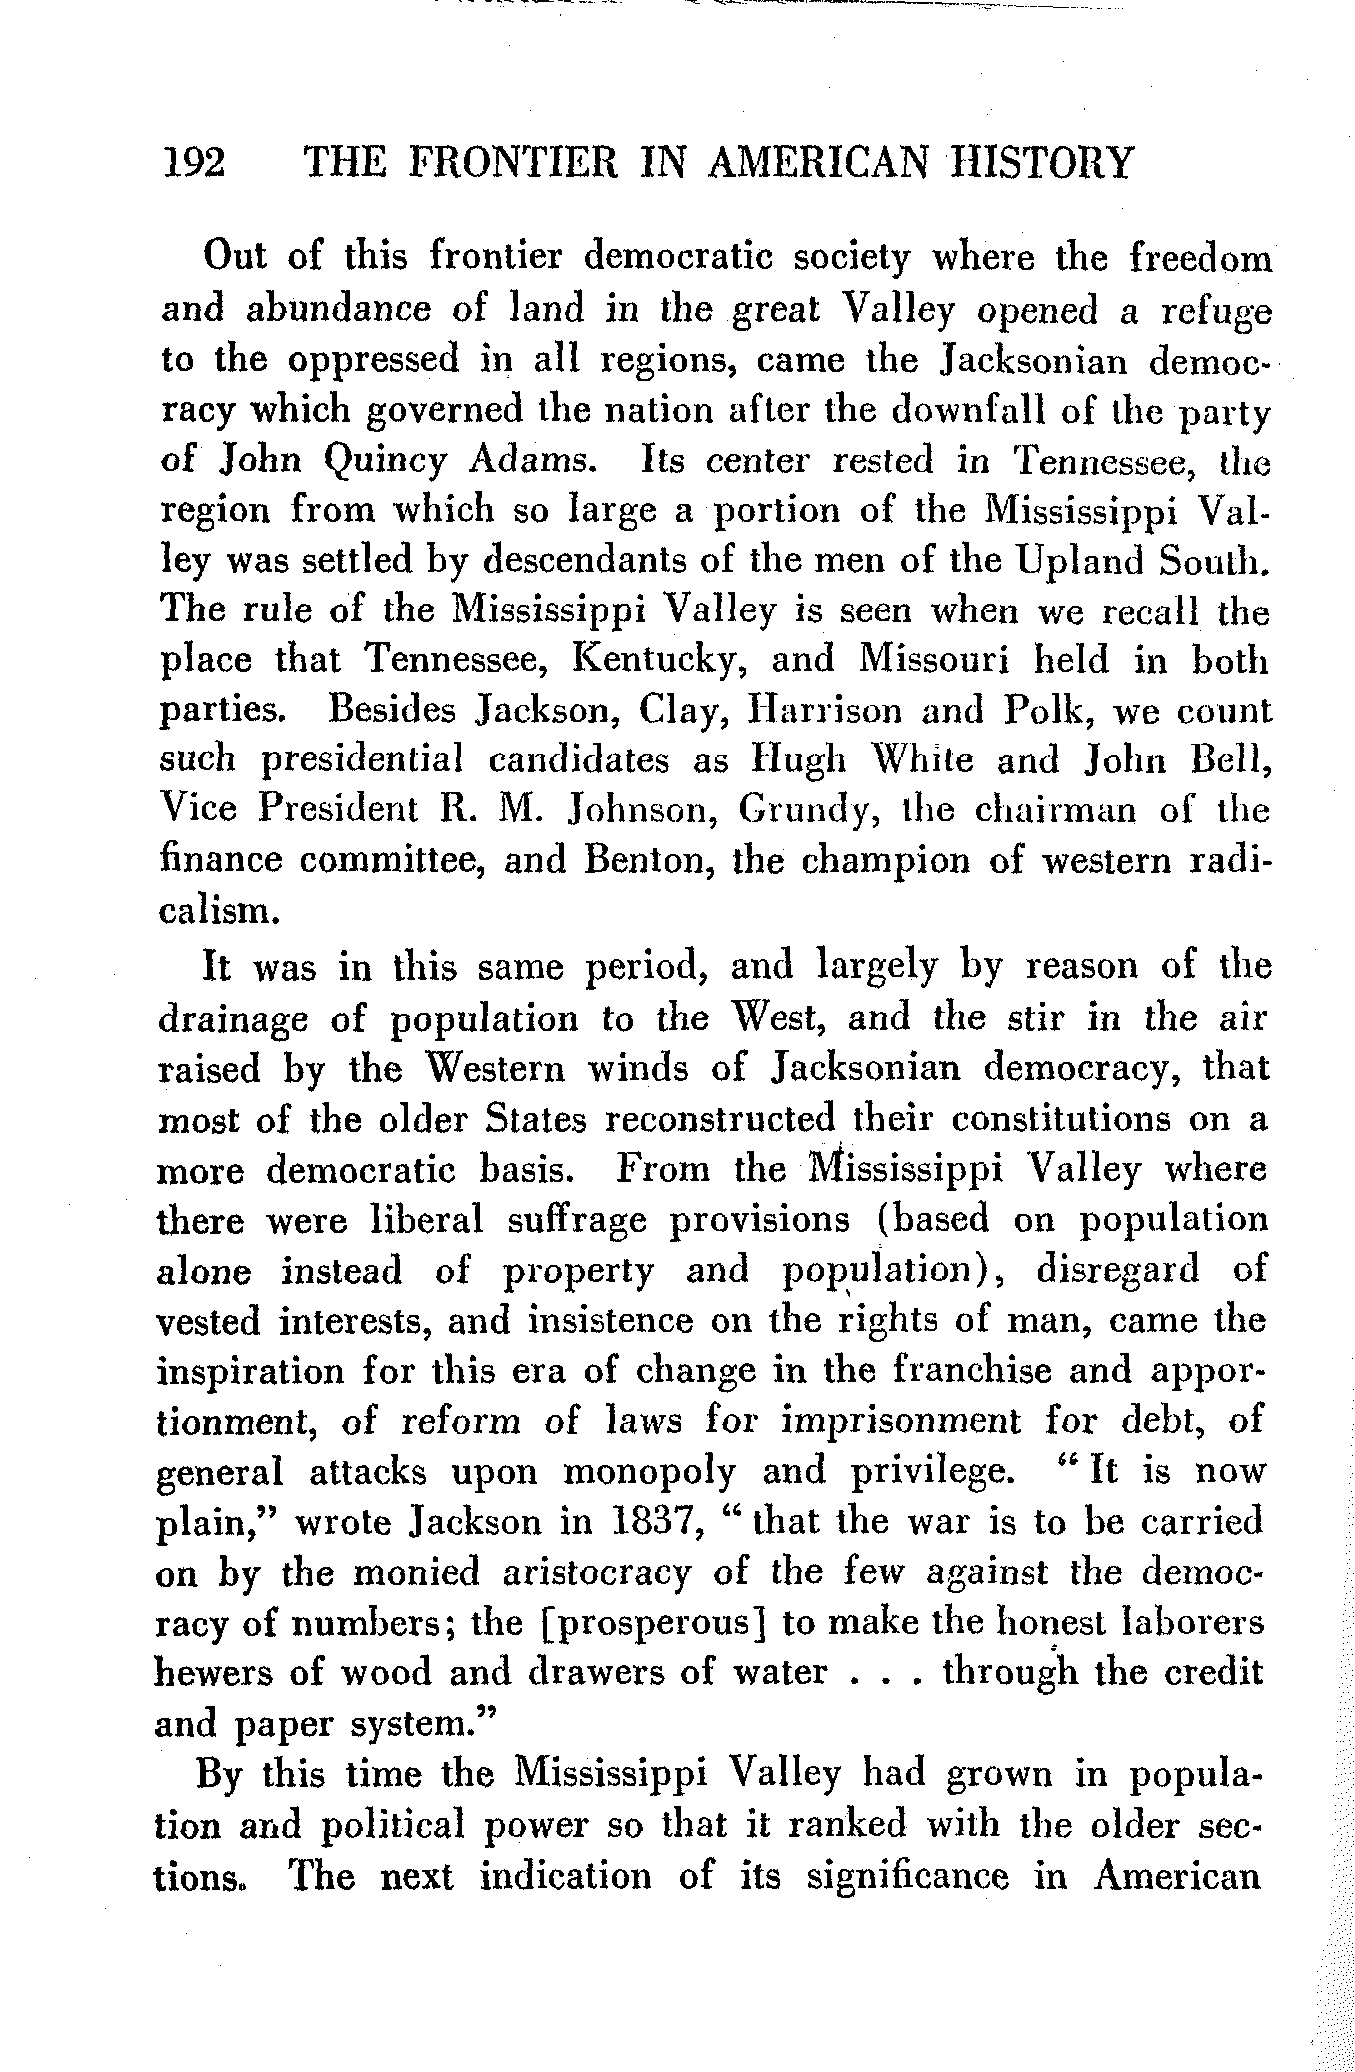 192 THE FRONTIER IN AMERICAN HISTORY
Out of this frontier democratic society where the freedom
and abundance of land in the great Valley opened a refuge
to the oppressed in all regions, came the Jacksonian democ-
racy which governed the nation after the downfall of the party
of John Quincy Adams. Its center rested in Tennessee, the
region from which so large a portion of the Mississippi Val-
ley was settled by descendants of the men of the Upland South.
The rule of the Mississippi Valley is seen when we recall the
place that Tennessee, Kentucky, and Missouri held in both
parties. Besides Jackson, Clay, Harrison and Polk, we count
such presidential candidates as Hugh White and John Bell,
Vice President R. M. Johnson, Grundy, the chairman of the
finance committee, and Benton, the champion of western radi-
calism.
It was in this same period, and largely by reason of the
drainage of population to the West, and the stir in the air
raised by the Western winds of Jacksonian democracy, that
most of the older States reconstructed their constitutions on a
more democratic basis. From the Mississippi Valley where
there were liberal suffrage provisions (based on population
alone instead of property and population), disregard of
vested interests, and insistence on the rights of man, came the
inspiration for this era of change in the franchise and appor-
tionment, of reform of laws for imprisonment for debt, of
general attacks upon monopoly and privilege. “ It is now
plain,” wrote Jackson in 1837, “ that the war is to be carried
on by the monied aristocracy of the few against the democ-
racy of numbers; the [prosperous] to make the honest laborers
hewers of wood and drawers of water . . . through the credit
and paper system.”
By this time the Mississippi Valley had grown in popula-
tion and political power so that it ranked with the older sec-
tions. The next indication of its significance in American